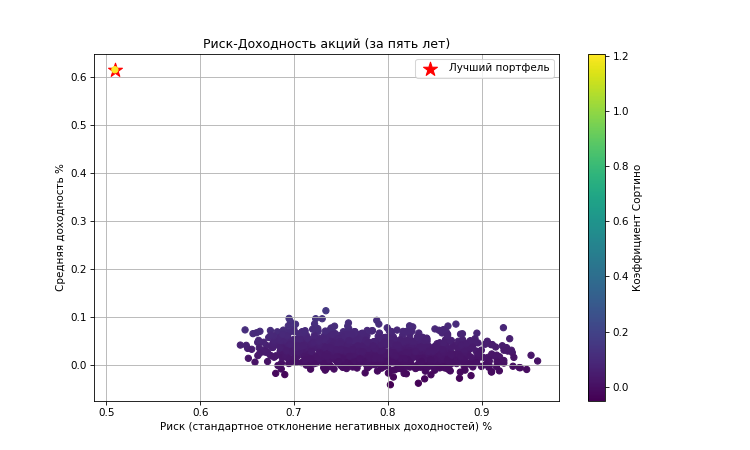 Риск-Доходность акций (за пять лет)
Лучший портфель
Средняя доходность %
0.6
0.5
0.4
0.3
0.2
0.1
0.0
0.5 0.6 0.7 0.8 0.9
Риск (стандартное отклонение негативных доходностей) %
1.2
1.0
0.8
0.6
0.4
0.2
0.0
Коэффициент Сортино